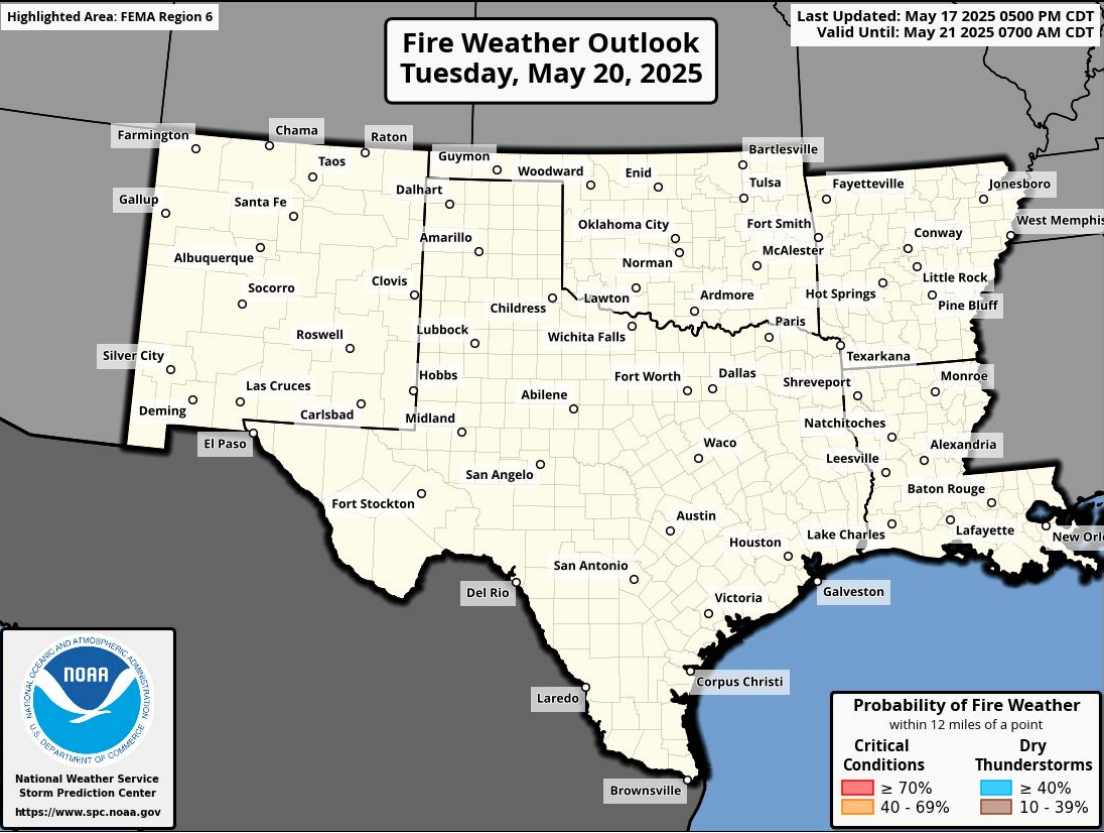 Highlighted Area: FEMA Region 6
Fire Weather Outlook
Tuesday, May 20, 2025
Last Updated: May 17 2025 0500 PM CDT
Valid Until: May 21 2025 0700 AM CDT
Farmington
Chama
Raton
Guymon
Bartlesville
Taos
Woodward
Enid
Tulsa
Fayetteville
Jonesboro
Gallup
Santa Fe
Dalhart
West Memphis
Oklahoma City
Fort Smith
Conway
Albuquerque
Amarillo
Norman
McAlester
Little Rock
Socorro
Clovis
Childress
Lawton
Ardmore
Hot Springs
Pine Bluff
Roswell
Lubbock
Wichita Falls
Paris
Silver City
Texarkana
Las Cruces
Hobbs
Fort Worth
Dallas
Shreveport
Monroe
Deming
Carlsbad
Midland
Abilene
Natchitoches
El Paso
Waco
Alexandria
San Angelo
Leesville
Fort Stockton
Baton Rouge
Austin
Lake Charles
Lafayette
New Orl
Houston
San Antonio
Del Rio
Galveston
Victoria
Laredo
Corpus Christi
Brownsville
NATIONAL OCEANIC AND ATMOSPHERIC ADMINISTRATION
NOAA
U.S. DEPARTMENT OF COMMERCE
National Weather Service
Storm Prediction Center
https://www.spc.noaa.gov
Probability of Fire Weather
within 12 miles of a point
Critical
Conditions
≥ 70%
40 - 69%
Dry
Thunderstorms
≥ 40%
10 - 39%